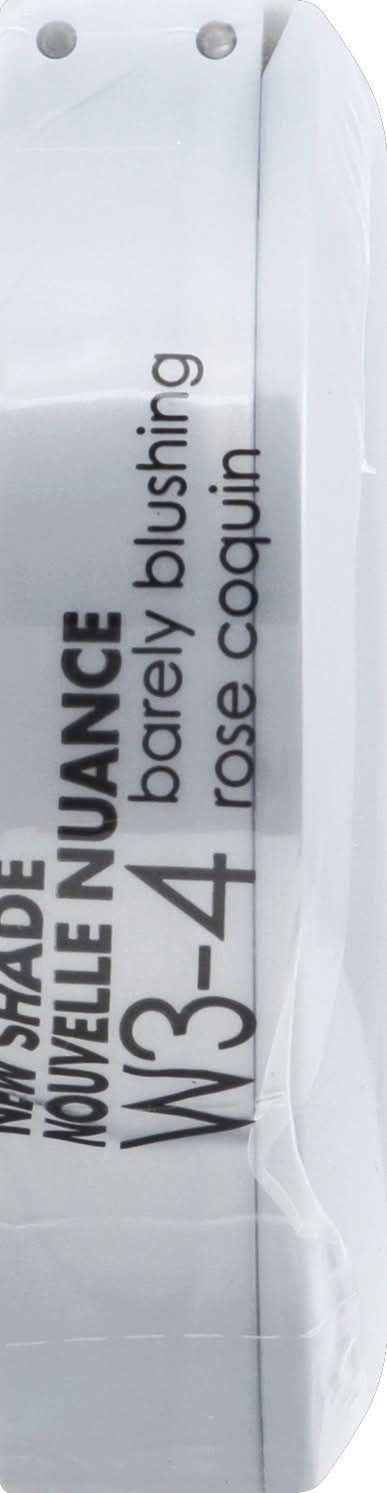 NEW SHADE
NOUVELLE NUANCE
W3-4 barely blushing
rose coquin